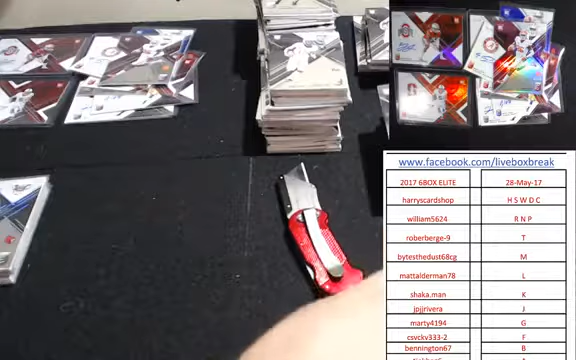 www.facebook.com/liveboxbreak
2017 6BOX ELITE 28-May-17
harryscardshop H S W D C
william5624 R N P
roberberge-9 T
bytesthedust68cg M
mattalderman78 L
shaka.man K
jpjjrivera J
marty4194 G
csvckv333-2 F
bennington67 B